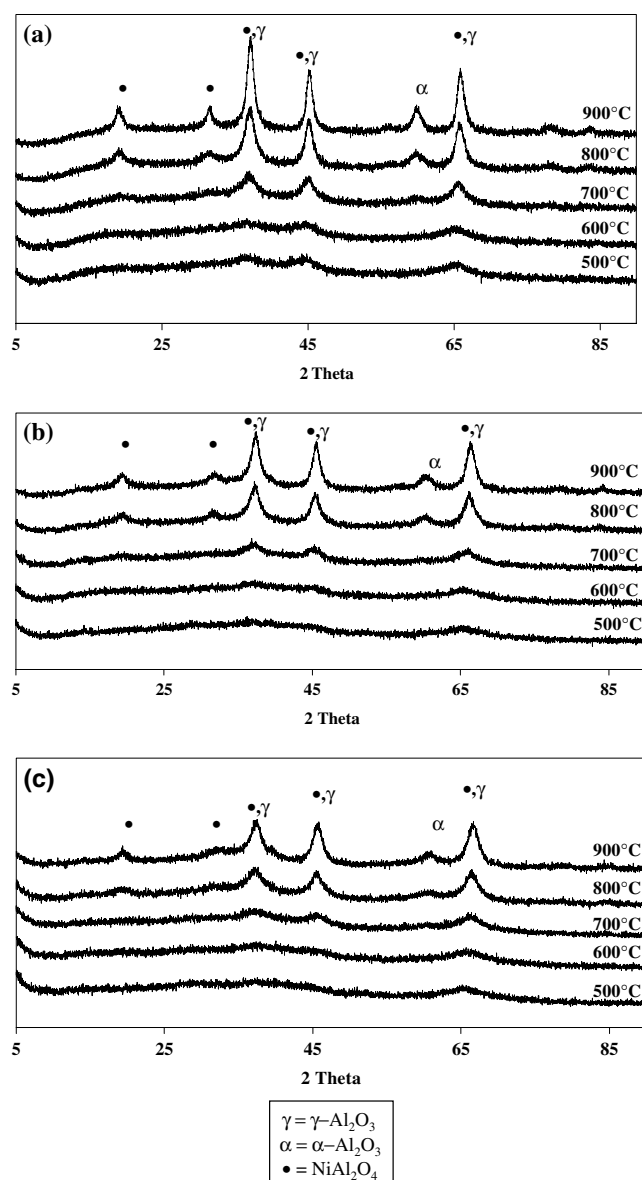 (a)
●,γ
●,γ
●,γ
●
●
α
900°C
800°C
700°C
600°C
500°C
5 25 45 65 85
2 Theta
(b)
●,γ
●,γ
●,γ
●
●
α
900°C
800°C
700°C
600°C
500°C
5 25 45 65 85
2 Theta
(c)
●,γ
●,γ
●,γ
●
●
α
900°C
800°C
700°C
600°C
500°C
5 25 45 65 85
2 Theta
γ = γ–Al₂O₃
α = α–Al₂O₃
● = NiAl₂O₄